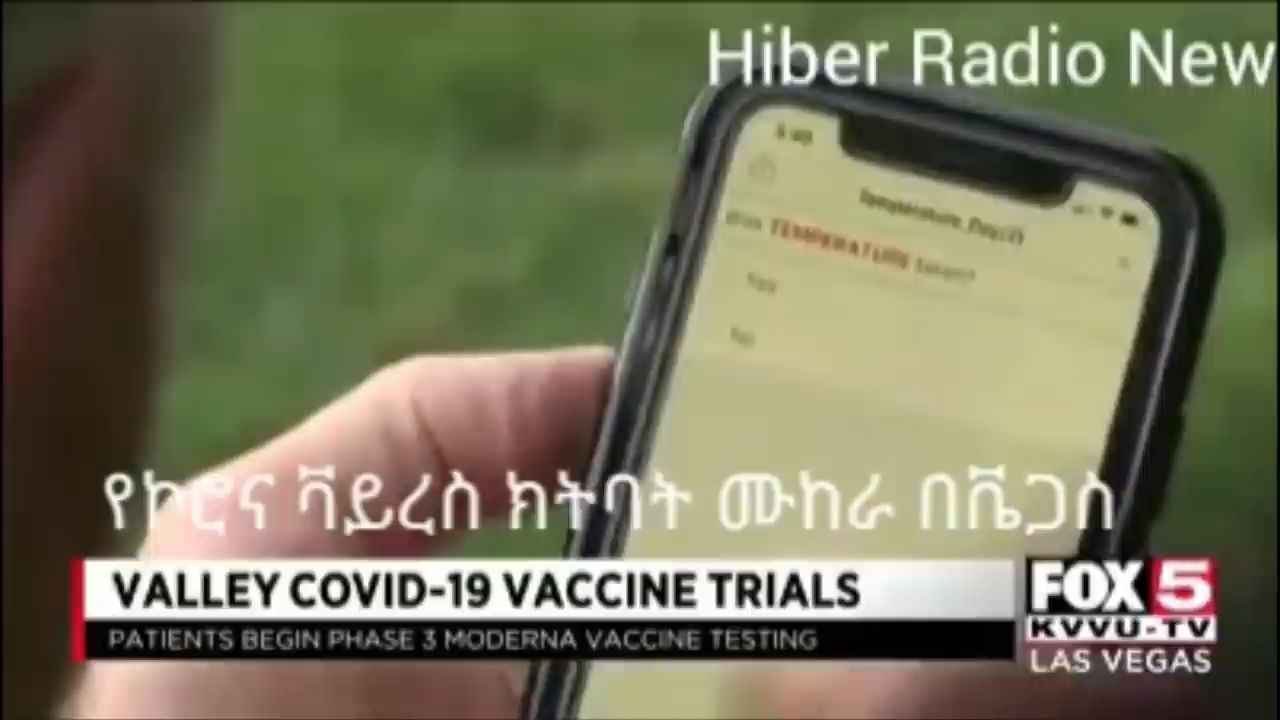 Hiber Radio New
TEMPERATURE
የኮሮና ቫይረስ ክትባት ሙከራ በቬጋስ
VALLEY COVID-19 VACCINE TRIALS
PATIENTS BEGIN PHASE 3 MODERNA VACCINE TESTING
FOX 5
KVVU-TV
LAS VEGAS